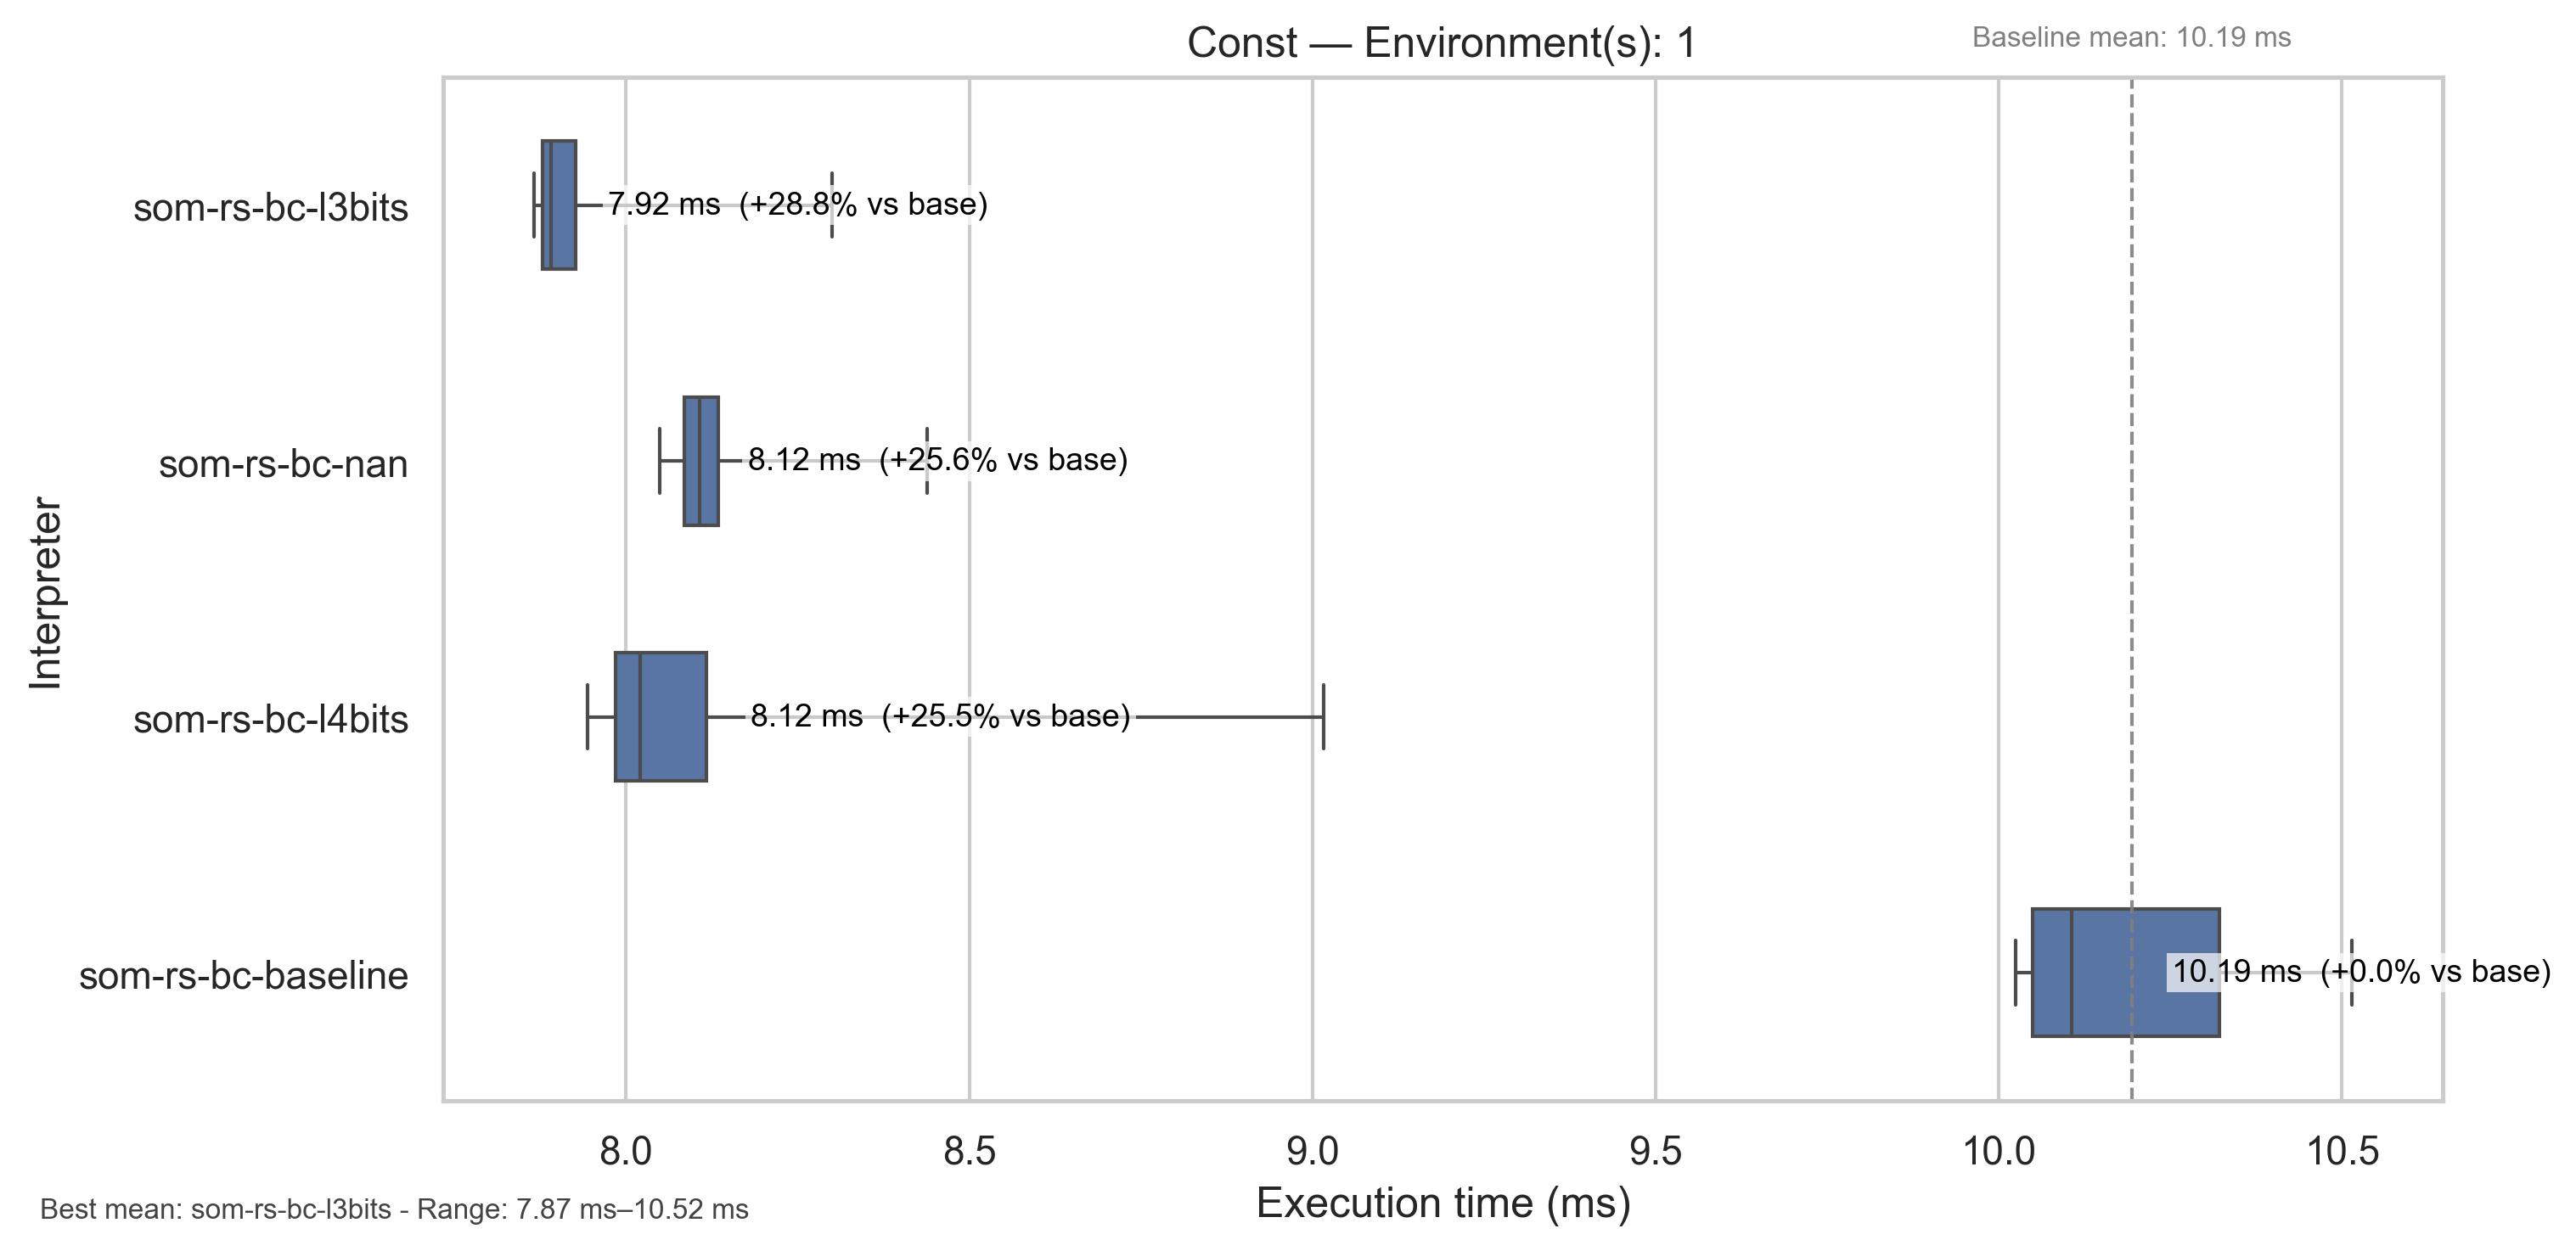 Const — Environment(s): 1
Baseline mean: 10.19 ms
Interpreter
som-rs-bc-l3bits
7.92 ms (+28.8% vs base)
som-rs-bc-nan
8.12 ms (+25.6% vs base)
som-rs-bc-l4bits
8.12 ms (+25.5% vs base)
som-rs-bc-baseline
10.19 ms (+0.0% vs base)
8.0 8.5 9.0 9.5 10.0 10.5
Execution time (ms)
Best mean: som-rs-bc-l3bits - Range: 7.87 ms–10.52 ms